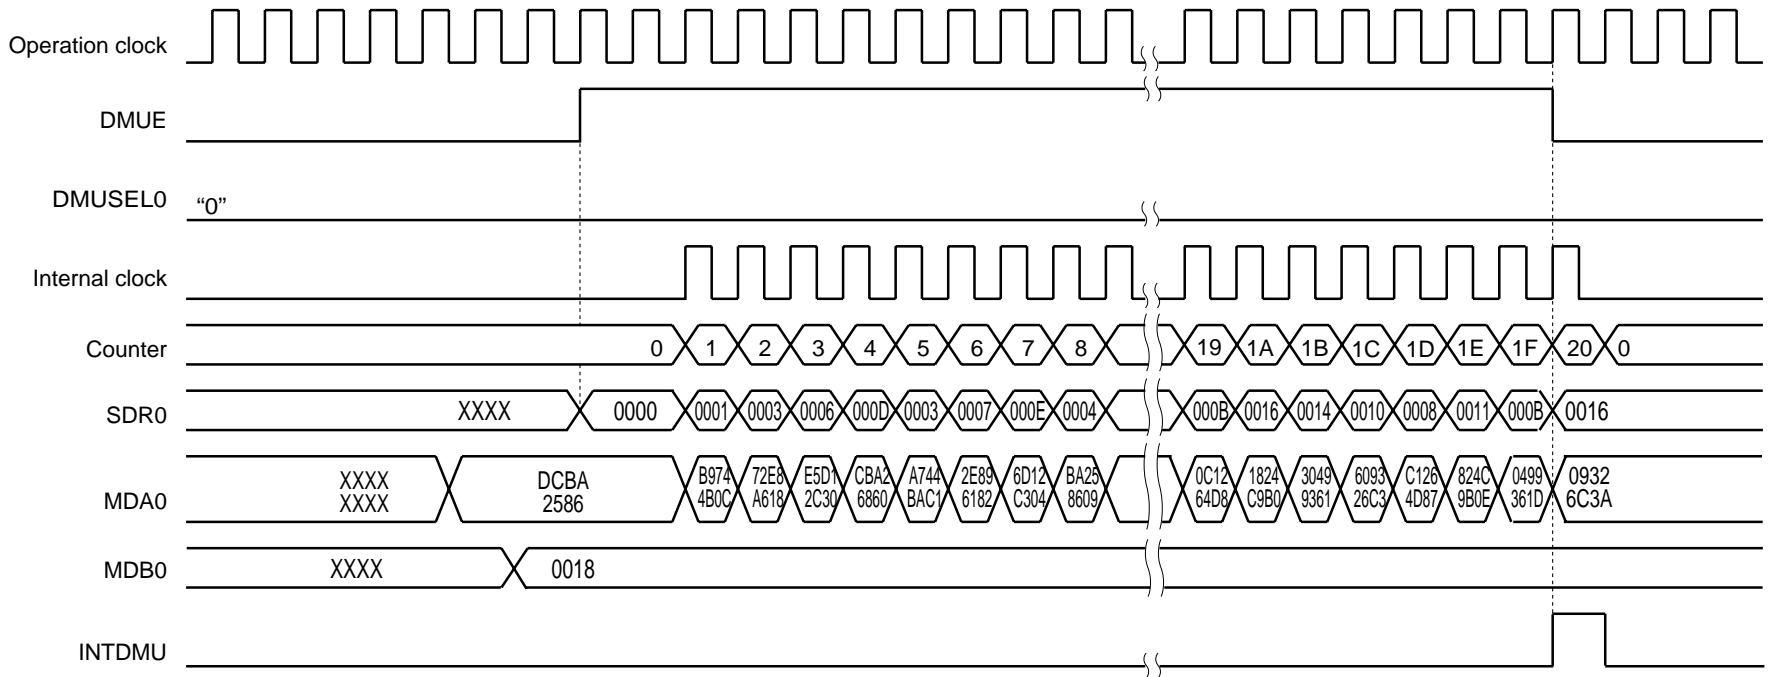 Operation clock
DMUE
DMUSEL0 “0”
Internal clock
Counter 0 1 2 3 4 5 6 7 8 19 1A 1B 1C 1D 1E 1F 20 0
SDR0 XXXX 0000 0001 0003 0006 000D 0003 0007 000E 0004 000B 0016 0014 0010 0008 0011 000B 0016
XXXX DCBA B974 72E8 E5D1 CBA2 A744 2E89 6D12 BA25 0C12 1824 3049 6093 C126 824C 0499 0932
MDA0
XXXX 2586 4B0C A618 2C30 6860 BAC1 6182 C304 8609 64D8 C9B0 9361 26C3 4D87 9B0E 361D 6C3A
MDB0 XXXX 0018
INTDMU